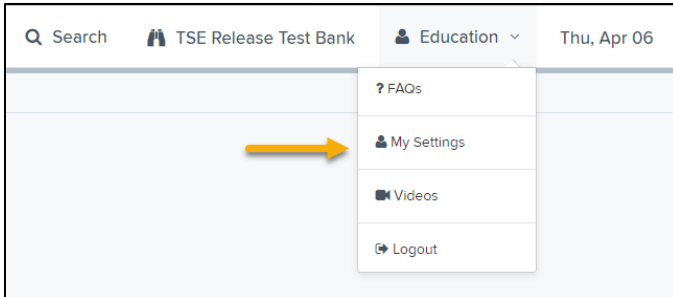 Search TSE Release Test Bank Education Thu, Apr 06
? FAQs
My Settings
Videos
Logout